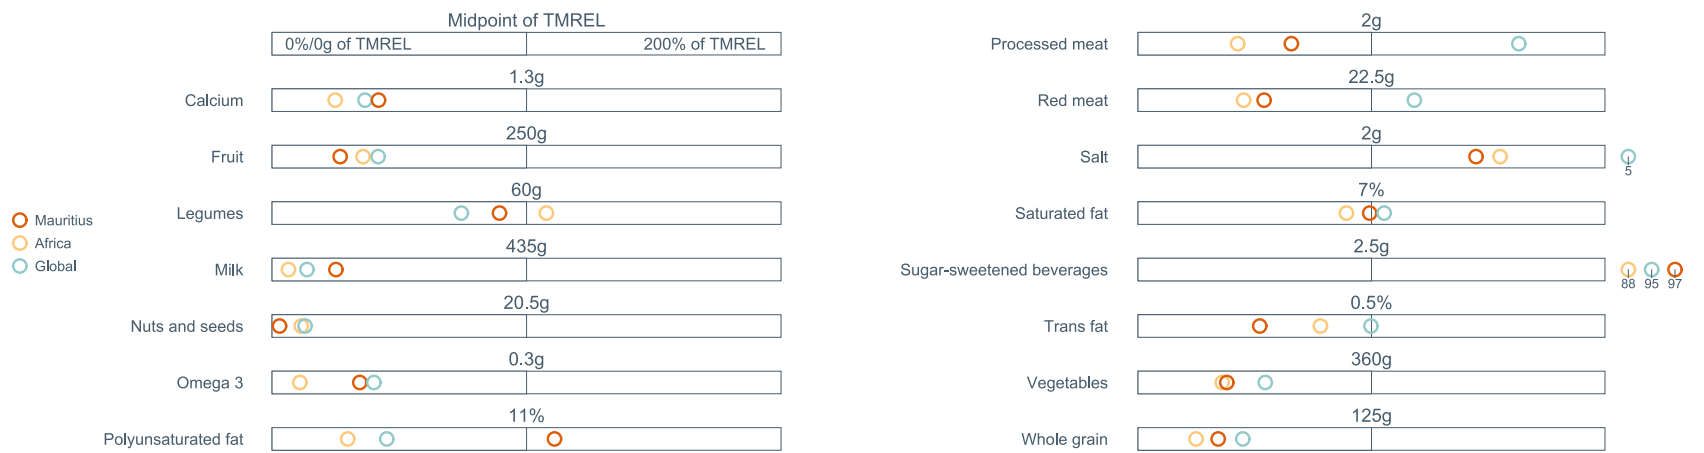 Midpoint of TMREL
0%/0g of TMREL 200% of TMREL
1.3g
Calcium
250g
Fruit
60g
Legumes
435g
Milk
20.5g
Nuts and seeds
0.3g
Omega 3
11%
Polyunsaturated fat
Mauritius
Africa
Global
2g
Processed meat
22.5g
Red meat
2g
Salt
5
7%
Saturated fat
2.5g
Sugar-sweetened beverages
88 95 97
0.5%
Trans fat
360g
Vegetables
125g
Whole grain